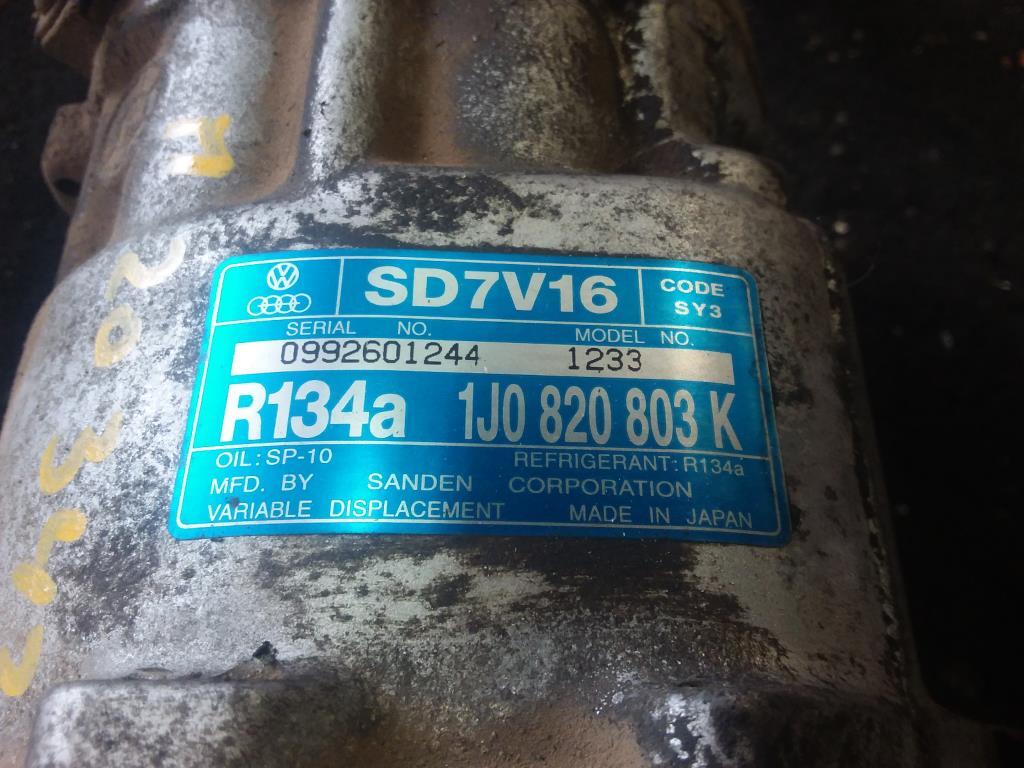 SD7V16
CODE
SY3
SERIAL NO. MODEL NO.
0992601244 1233
R134a 1J0 820 803 K
OIL: SP-10 REFRIGERANT: R134a
MFD. BY SANDEN CORPORATION
VARIABLE DISPLACEMENT MADE IN JAPAN